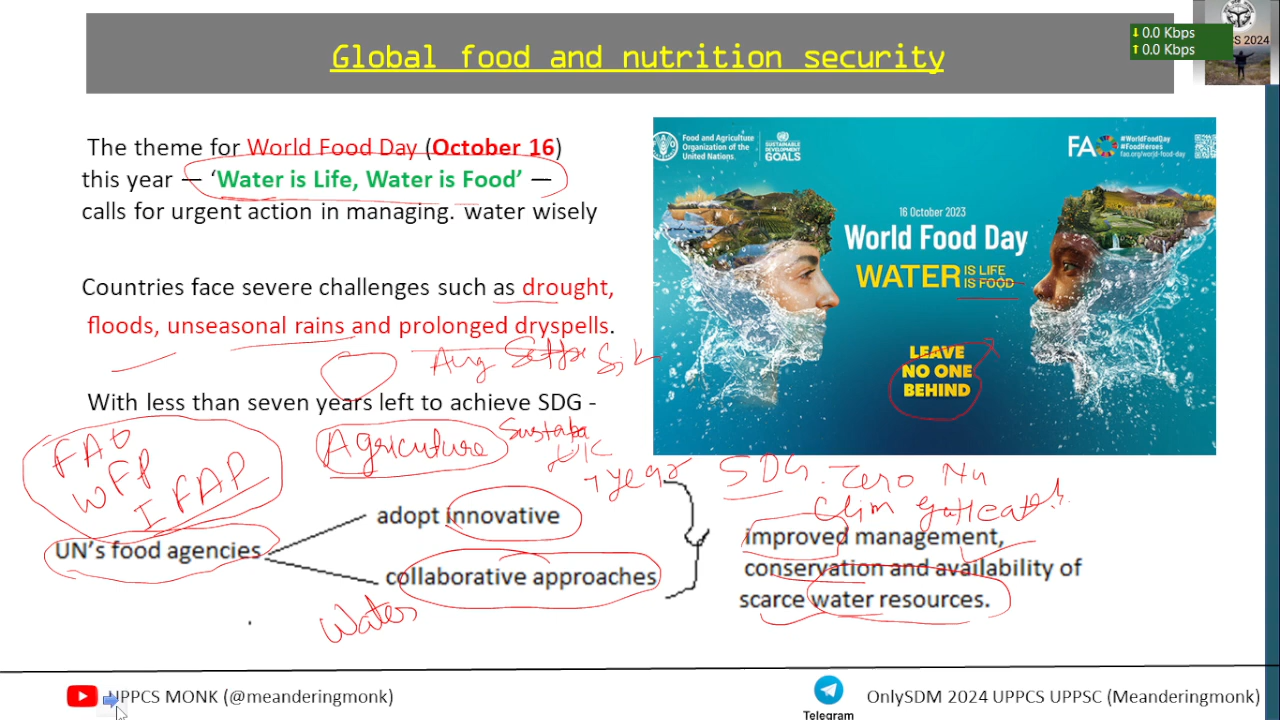 ↓ 0.0 Kbps
↑ 0.0 Kbps
CS 2024
Global food and nutrition security
The theme for World Food Day (October 16)
this year — ‘Water is Life, Water is Food’ —
calls for urgent action in managing. water wisely
Food and Agriculture
Organization of the
United Nations
SUSTAINABLE
DEVELOPMENT
GOALS
FAO
#WorldFoodDay
#FoodHeroes
fao.org/world-food-day
16 October 2023
World Food Day
WATER IS LIFE
IS FOOD
LEAVE
NO ONE
BEHIND
Countries face severe challenges such as drought,
floods, unseasonal rains and prolonged dryspells.
Aug
With less than seven years left to achieve SDG -
FAO
WFP
IFAP
Agricuture
7 year
SDG. Zero
adopt innovative
UN's food agencies
collaborative approaches
improved management,
conservation and availability of
scarce water resources.
Water
UPPCS MONK (@meanderingmonk)
Telegram
OnlySDM 2024 UPPCS UPPSC (Meanderingmonk)